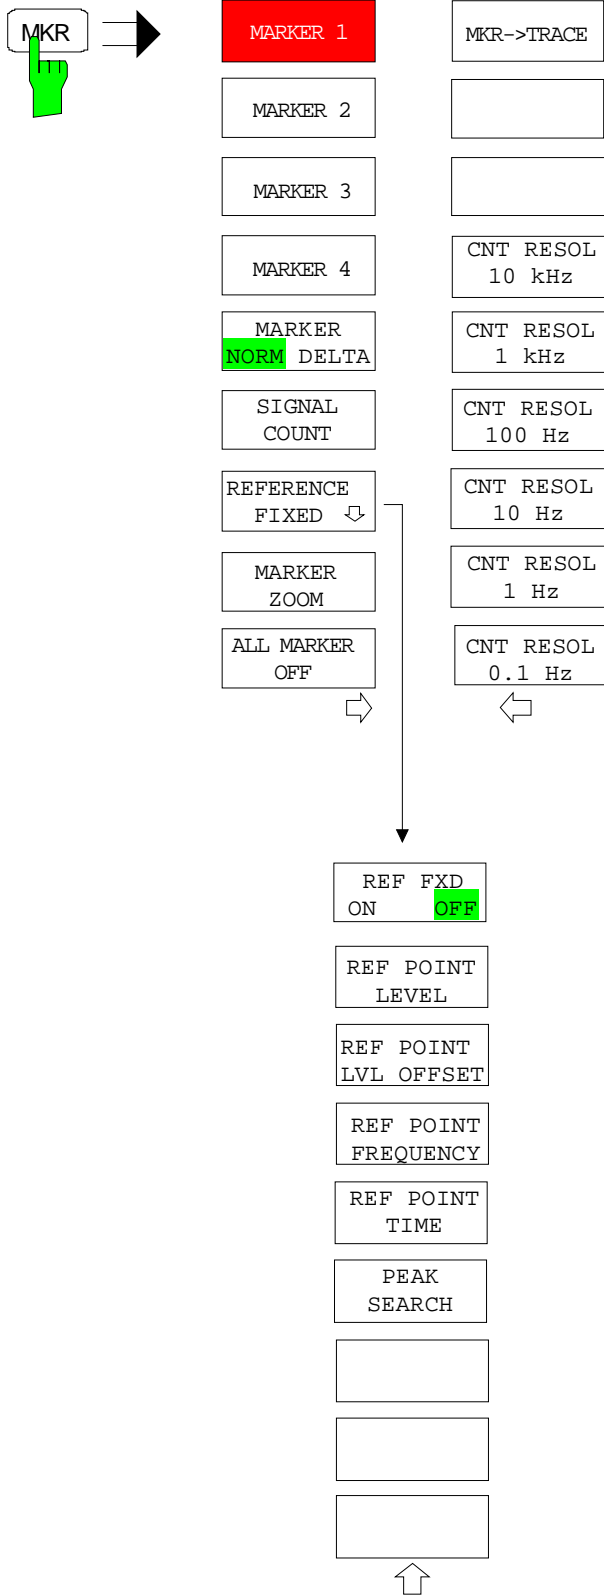 MKR
MARKER 1
MARKER 2
MARKER 3
MARKER 4
MARKER
NORM DELTA
SIGNAL
COUNT
REFERENCE
FIXED
MARKER
ZOOM
ALL MARKER
OFF
MKR->TRACE
CNT RESOL
10 kHz
CNT RESOL
1 kHz
CNT RESOL
100 Hz
CNT RESOL
10 Hz
CNT RESOL
1 Hz
CNT RESOL
0.1 Hz
REF FXD
ON OFF
REF POINT
LEVEL
REF POINT
LVL OFFSET
REF POINT
FREQUENCY
REF POINT
TIME
PEAK
SEARCH